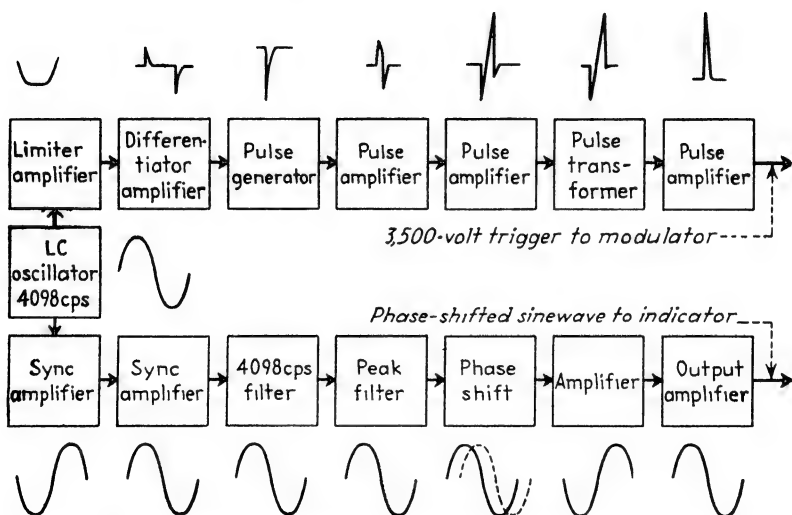 Limiter
amplifier
Differen-
tiator
amplifier
Pulse
generator
Pulse
amplifier
Pulse
amplifier
Pulse
trans-
former
Pulse
amplifier
3,500-volt trigger to modulator
LC
oscillator
4098cps
Phase-shifted sinewave to indicator
Sync
amplifier
Sync
amplifier
4098cps
filter
Peak
filter
Phase
shift
Amplifier
Output
amplifier